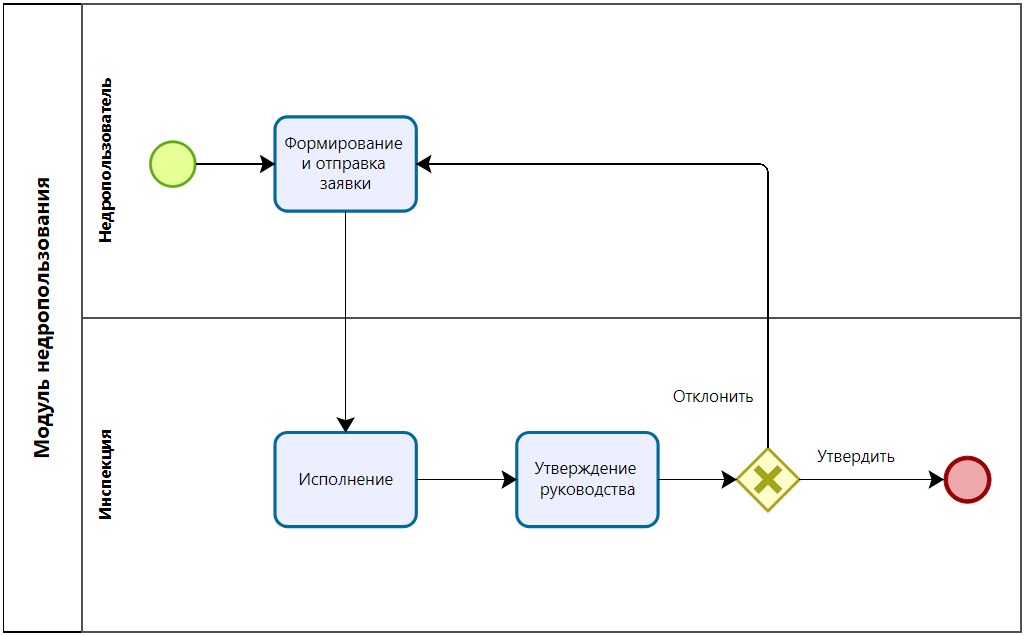 Модуль недропользования
Недропользователь
Формирование
и отправка
заявки
Инспекция
Исполнение
Утверждение
руководства
Отклонить
Утвердить